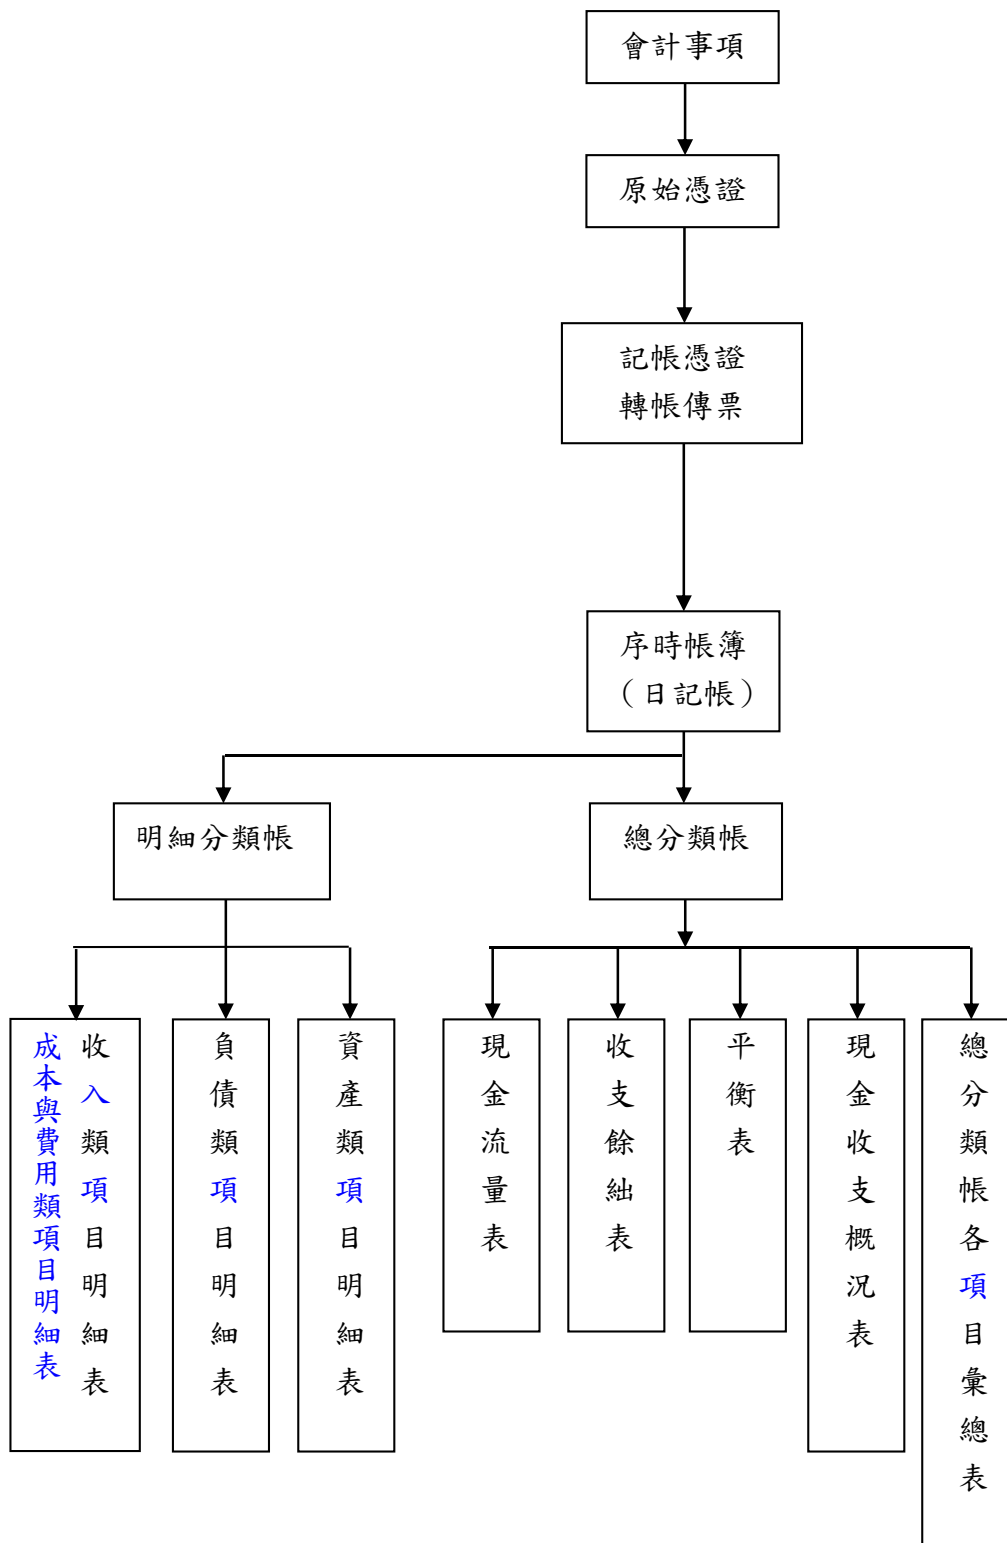 會計事項
原始憑證
記帳憑證
轉帳傳票
序時帳簿
（日記帳）
明細分類帳
總分類帳
收入類項目明細表
成本與費用類項目明細表
負債類項目明細表
資產類項目明細表
現金流量表
收支餘絀表
平衡表
現金收支概況表
總分類帳各項目彙總表